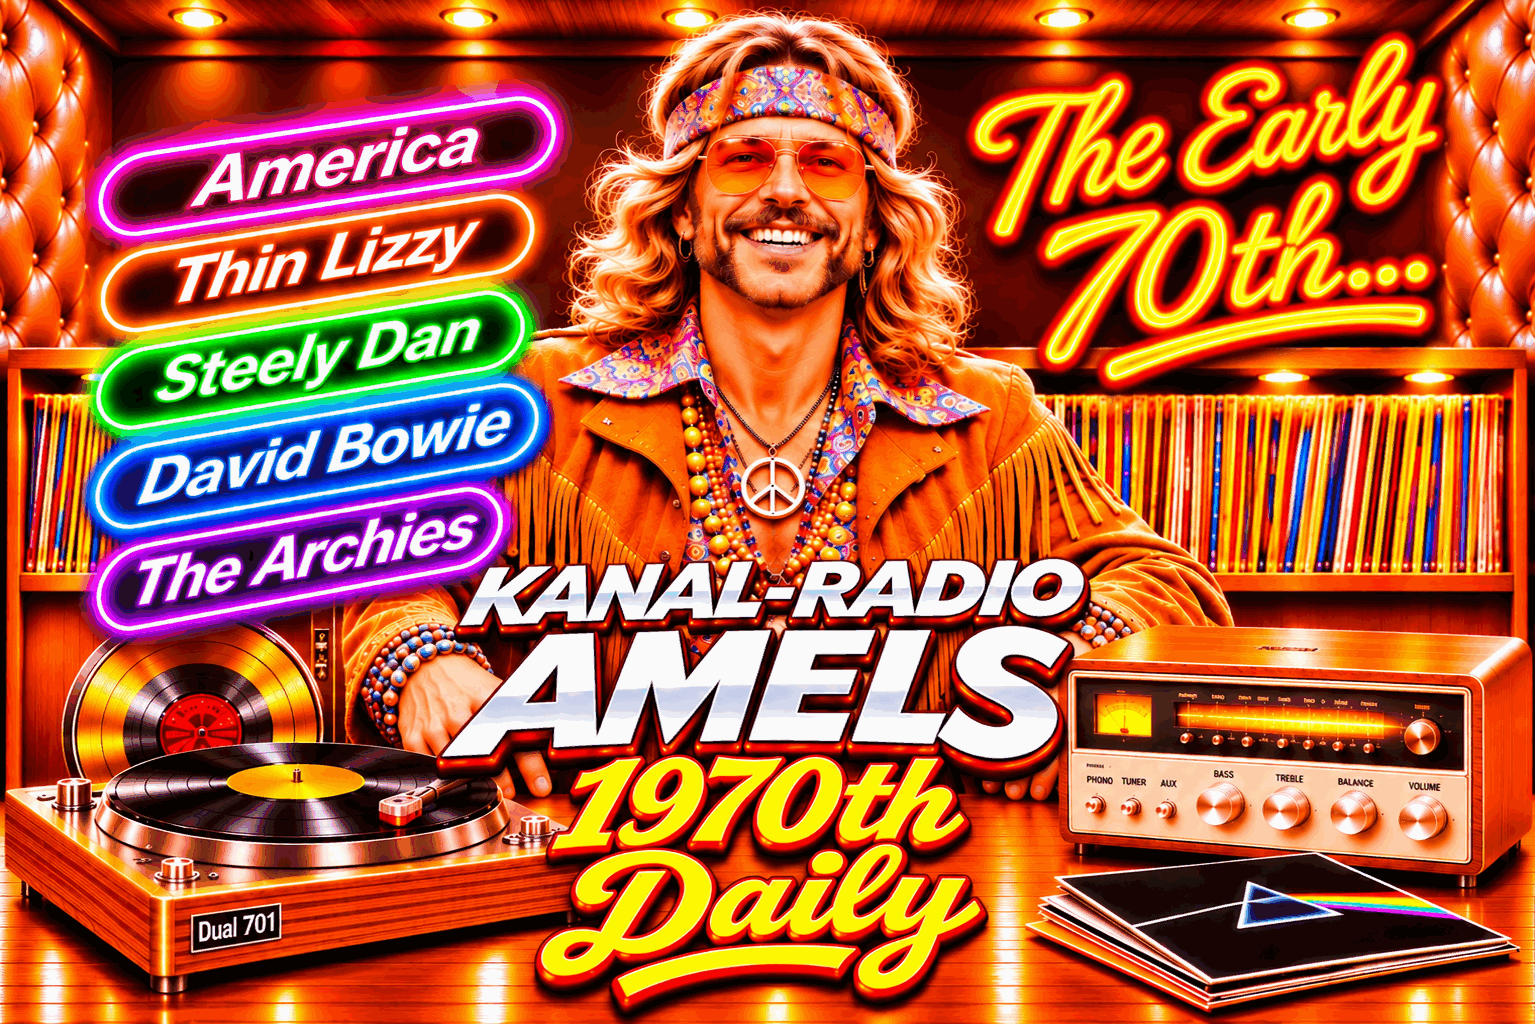 America
Thin Lizzy
Steely Dan
David Bowie
The Archies
The Early
70th...
KANAL-RADIO
AMELS
1970th
Daily
Dual 701
PHONO TUNER AUX BASS TREBLE BALANCE VOLUME